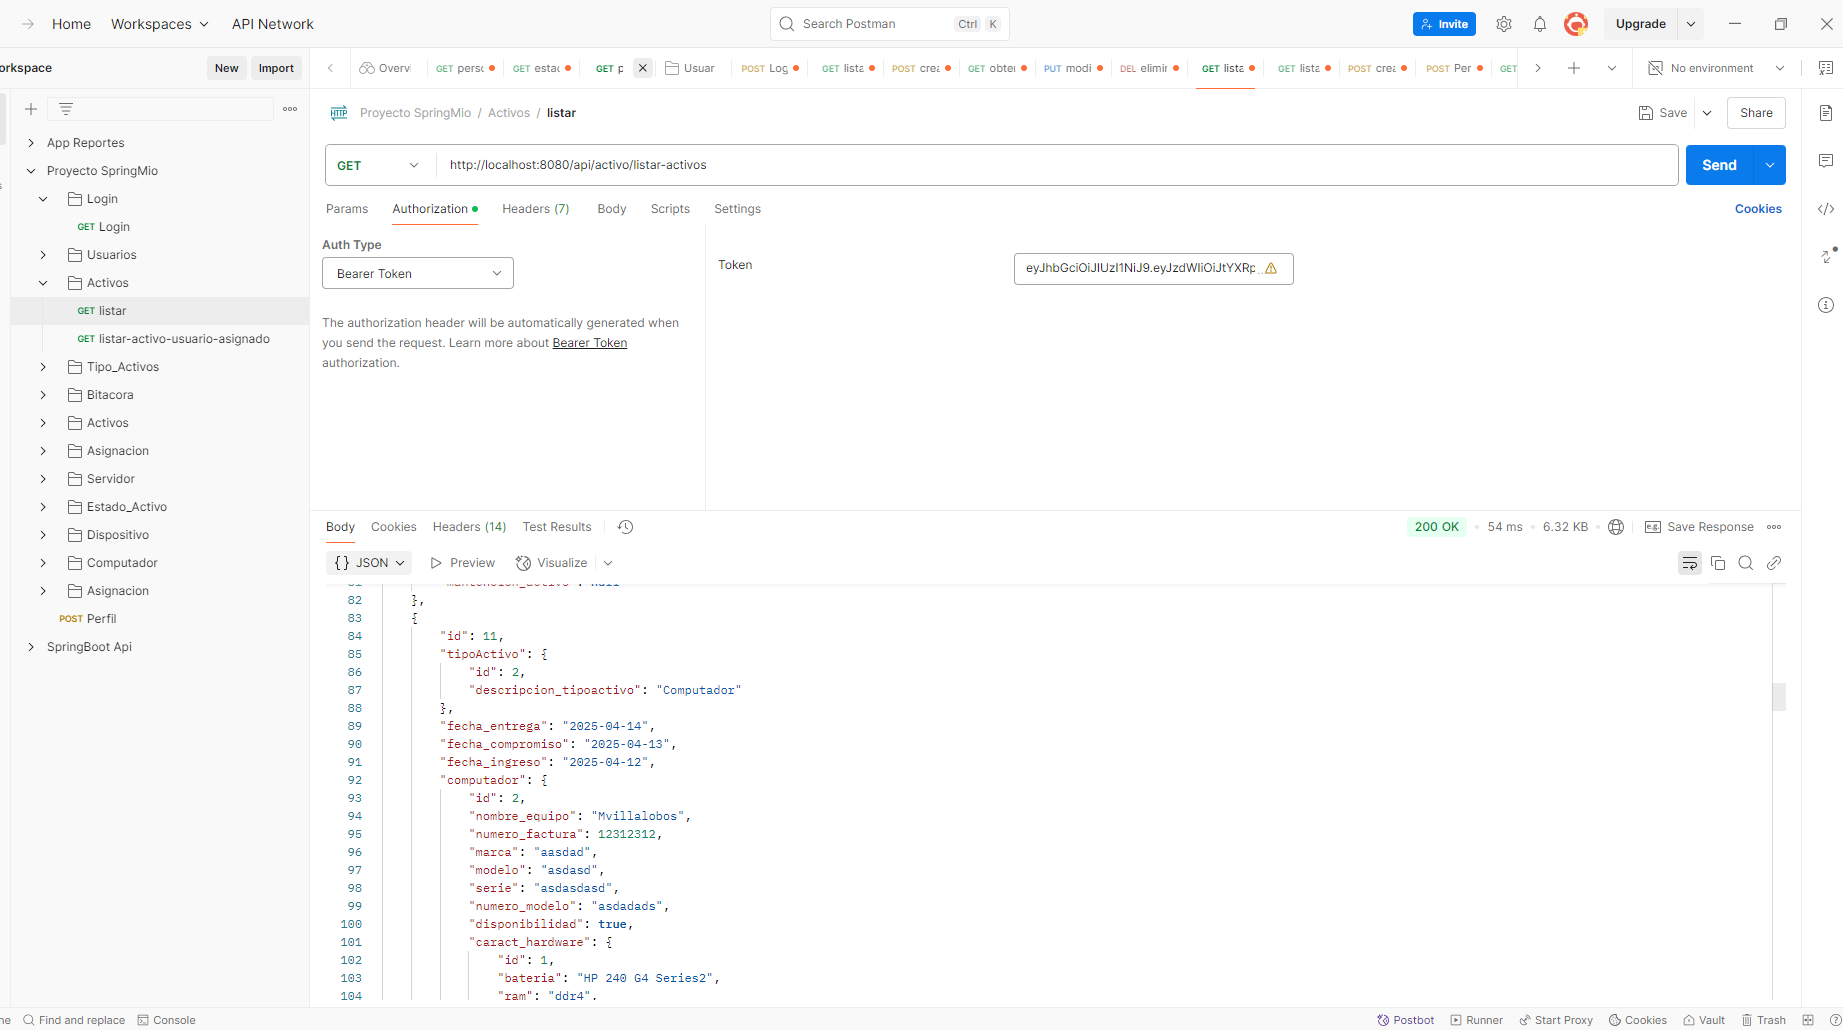 Home
Workspaces
API Network
Search Postman
Ctrl
K
Invite
Upgrade
orkspace
New
Import
Overvi
GET persc
GET estac
GET p
Usuar
POST Log
GET lista
POST crea
GET obter
PUT modi
DEL elimir
GET lista
GET lista
POST crea
POST Per
GET
No environment
App Reportes
Proyecto SpringMio
Login
GET Login
Usuarios
Activos
GET listar
GET listar-activo-usuario-asignado
Tipo_Activos
Bitacora
Activos
Asignacion
Servidor
Estado_Activo
Dispositivo
Computador
Asignacion
POST Perfil
SpringBoot Api
HTTP
Proyecto SpringMio / Activos / listar
Save
Share
GET
http://localhost:8080/api/activo/listar-activos
Send
Params
Authorization
Headers (7)
Body
Scripts
Settings
Cookies
Auth Type
Bearer Token
The authorization header will be automatically generated when
you send the request. Learn more about Bearer Token
authorization.
Token
eyJhbGciOiJIUzI1NiJ9.eyJzdWIiOiJtYXRp
Body
Cookies
Headers (14)
Test Results
200 OK
54 ms
6.32 KB
e.g.
Save Response
{} JSON
Preview
Visualize
82 },
83 {
84 "id": 11,
85 "tipoActivo": {
86 "id": 2,
87 "descripcion_tipoactivo": "Computador"
88 },
89 "fecha_entrega": "2025-04-14",
90 "fecha_compromiso": "2025-04-13",
91 "fecha_ingreso": "2025-04-12",
92 "computador": {
93 "id": 2,
94 "nombre_equipo": "Mvillalobos",
95 "numero_factura": 12312312,
96 "marca": "aasdad",
97 "modelo": "asdasd",
98 "serie": "asdasdasd",
99 "numero_modelo": "asdadads",
100 "disponibilidad": true,
101 "caract_hardware": {
102 "id": 1,
103 "bateria": "HP 240 G4 Series2",
104 "ram": "ddr4",
ne
Find and replace
Console
Postbot
Runner
Start Proxy
Cookies
Vault
Trash